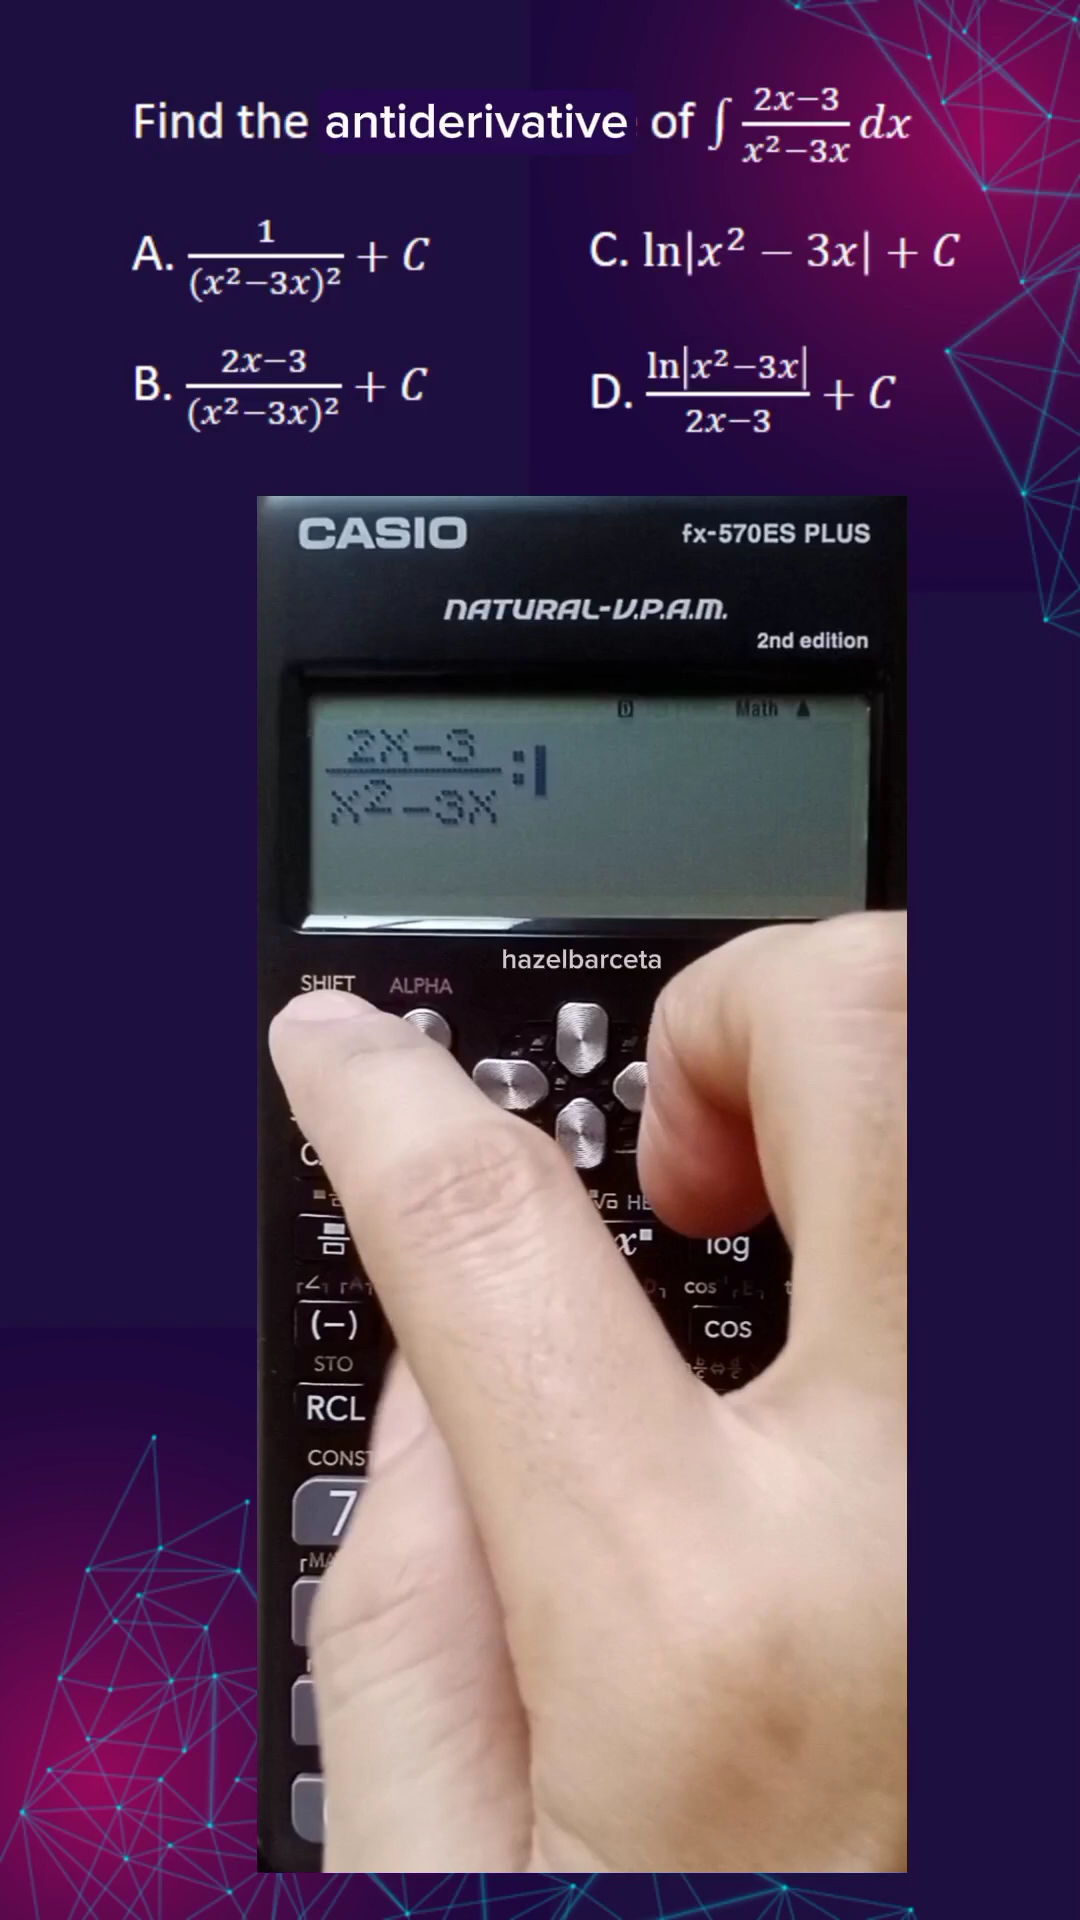 Find the antiderivative of ∫ (2x−3)/(x²−3x) dx
A. 1/(x²−3x)² + C
C. ln|x² − 3x| + C
B. (2x−3)/(x²−3x)² + C
D. ln|x²−3x|/(2x−3) + C
CASIO fx-570ES PLUS
NATURAL-V.P.A.M.
2nd edition
D Math ▲
(2X−3)/(X²−3X):
hazelbarceta
SHIFT ALPHA
log
(−) cos
STO
RCL
CONST
7